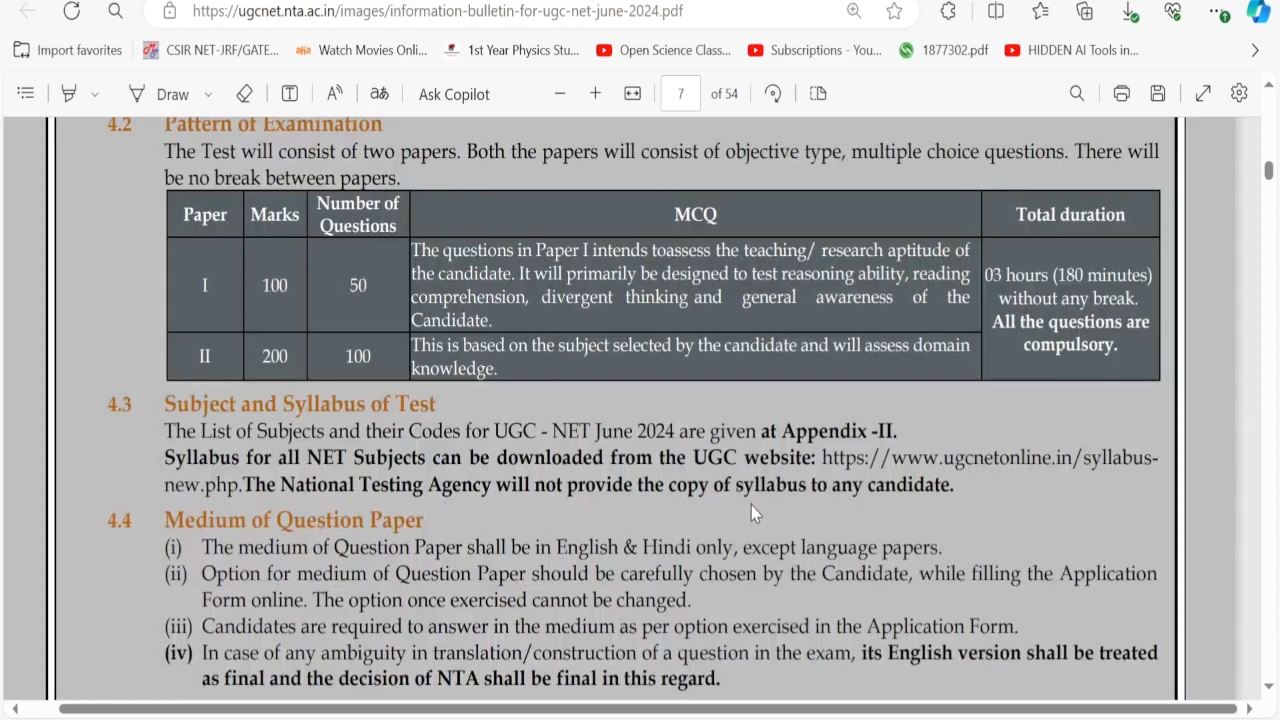 https://ugcnet.nta.ac.in/images/information-bulletin-for-ugc-net-june-2024.pdf
Import favorites CSIR NET-JRF/GATE... Watch Movies Onli... 1st Year Physics Stu... Open Science Class... Subscriptions - You... 1877302.pdf HIDDEN AI Tools in...
Draw aあ Ask Copilot 7 of 54
4.2 Pattern of Examination
The Test will consist of two papers. Both the papers will consist of objective type, multiple choice questions. There will
be no break between papers.
Paper Marks Number of Questions MCQ Total duration
I 100 50
The questions in Paper I intends toassess the teaching/ research aptitude of
the candidate. It will primarily be designed to test reasoning ability, reading
comprehension, divergent thinking and general awareness of the
Candidate.
03 hours (180 minutes)
without any break.
All the questions are
compulsory.
II 200 100
This is based on the subject selected by the candidate and will assess domain
knowledge.
4.3 Subject and Syllabus of Test
The List of Subjects and their Codes for UGC - NET June 2024 are given at Appendix -II.
Syllabus for all NET Subjects can be downloaded from the UGC website: https://www.ugcnetonline.in/syllabus-
new.php.The National Testing Agency will not provide the copy of syllabus to any candidate.
4.4 Medium of Question Paper
(i) The medium of Question Paper shall be in English & Hindi only, except language papers.
(ii) Option for medium of Question Paper should be carefully chosen by the Candidate, while filling the Application
Form online. The option once exercised cannot be changed.
(iii) Candidates are required to answer in the medium as per option exercised in the Application Form.
(iv) In case of any ambiguity in translation/construction of a question in the exam, its English version shall be treated
as final and the decision of NTA shall be final in this regard.